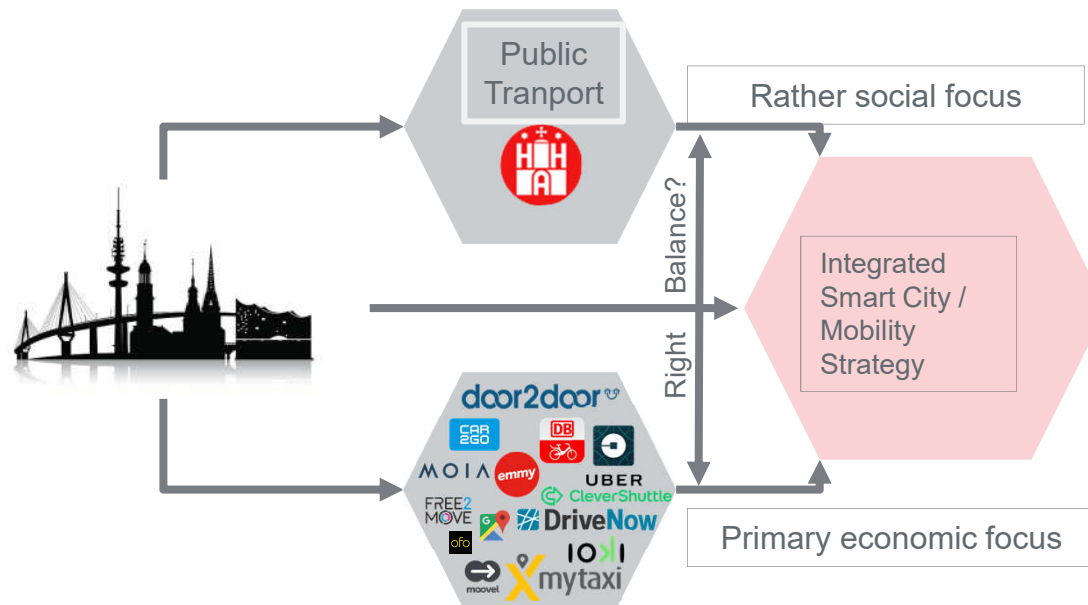 Public
Tranport
HH
A
Rather social focus
Right Balance?
Integrated
Smart City /
Mobility
Strategy
door2door
CAR
2GO
DB
MOIA
emmy
UBER
CleverShuttle
FREE2
MOVE
G
DriveNow
ofo
IOKI
moovel
mytaxi
Primary economic focus